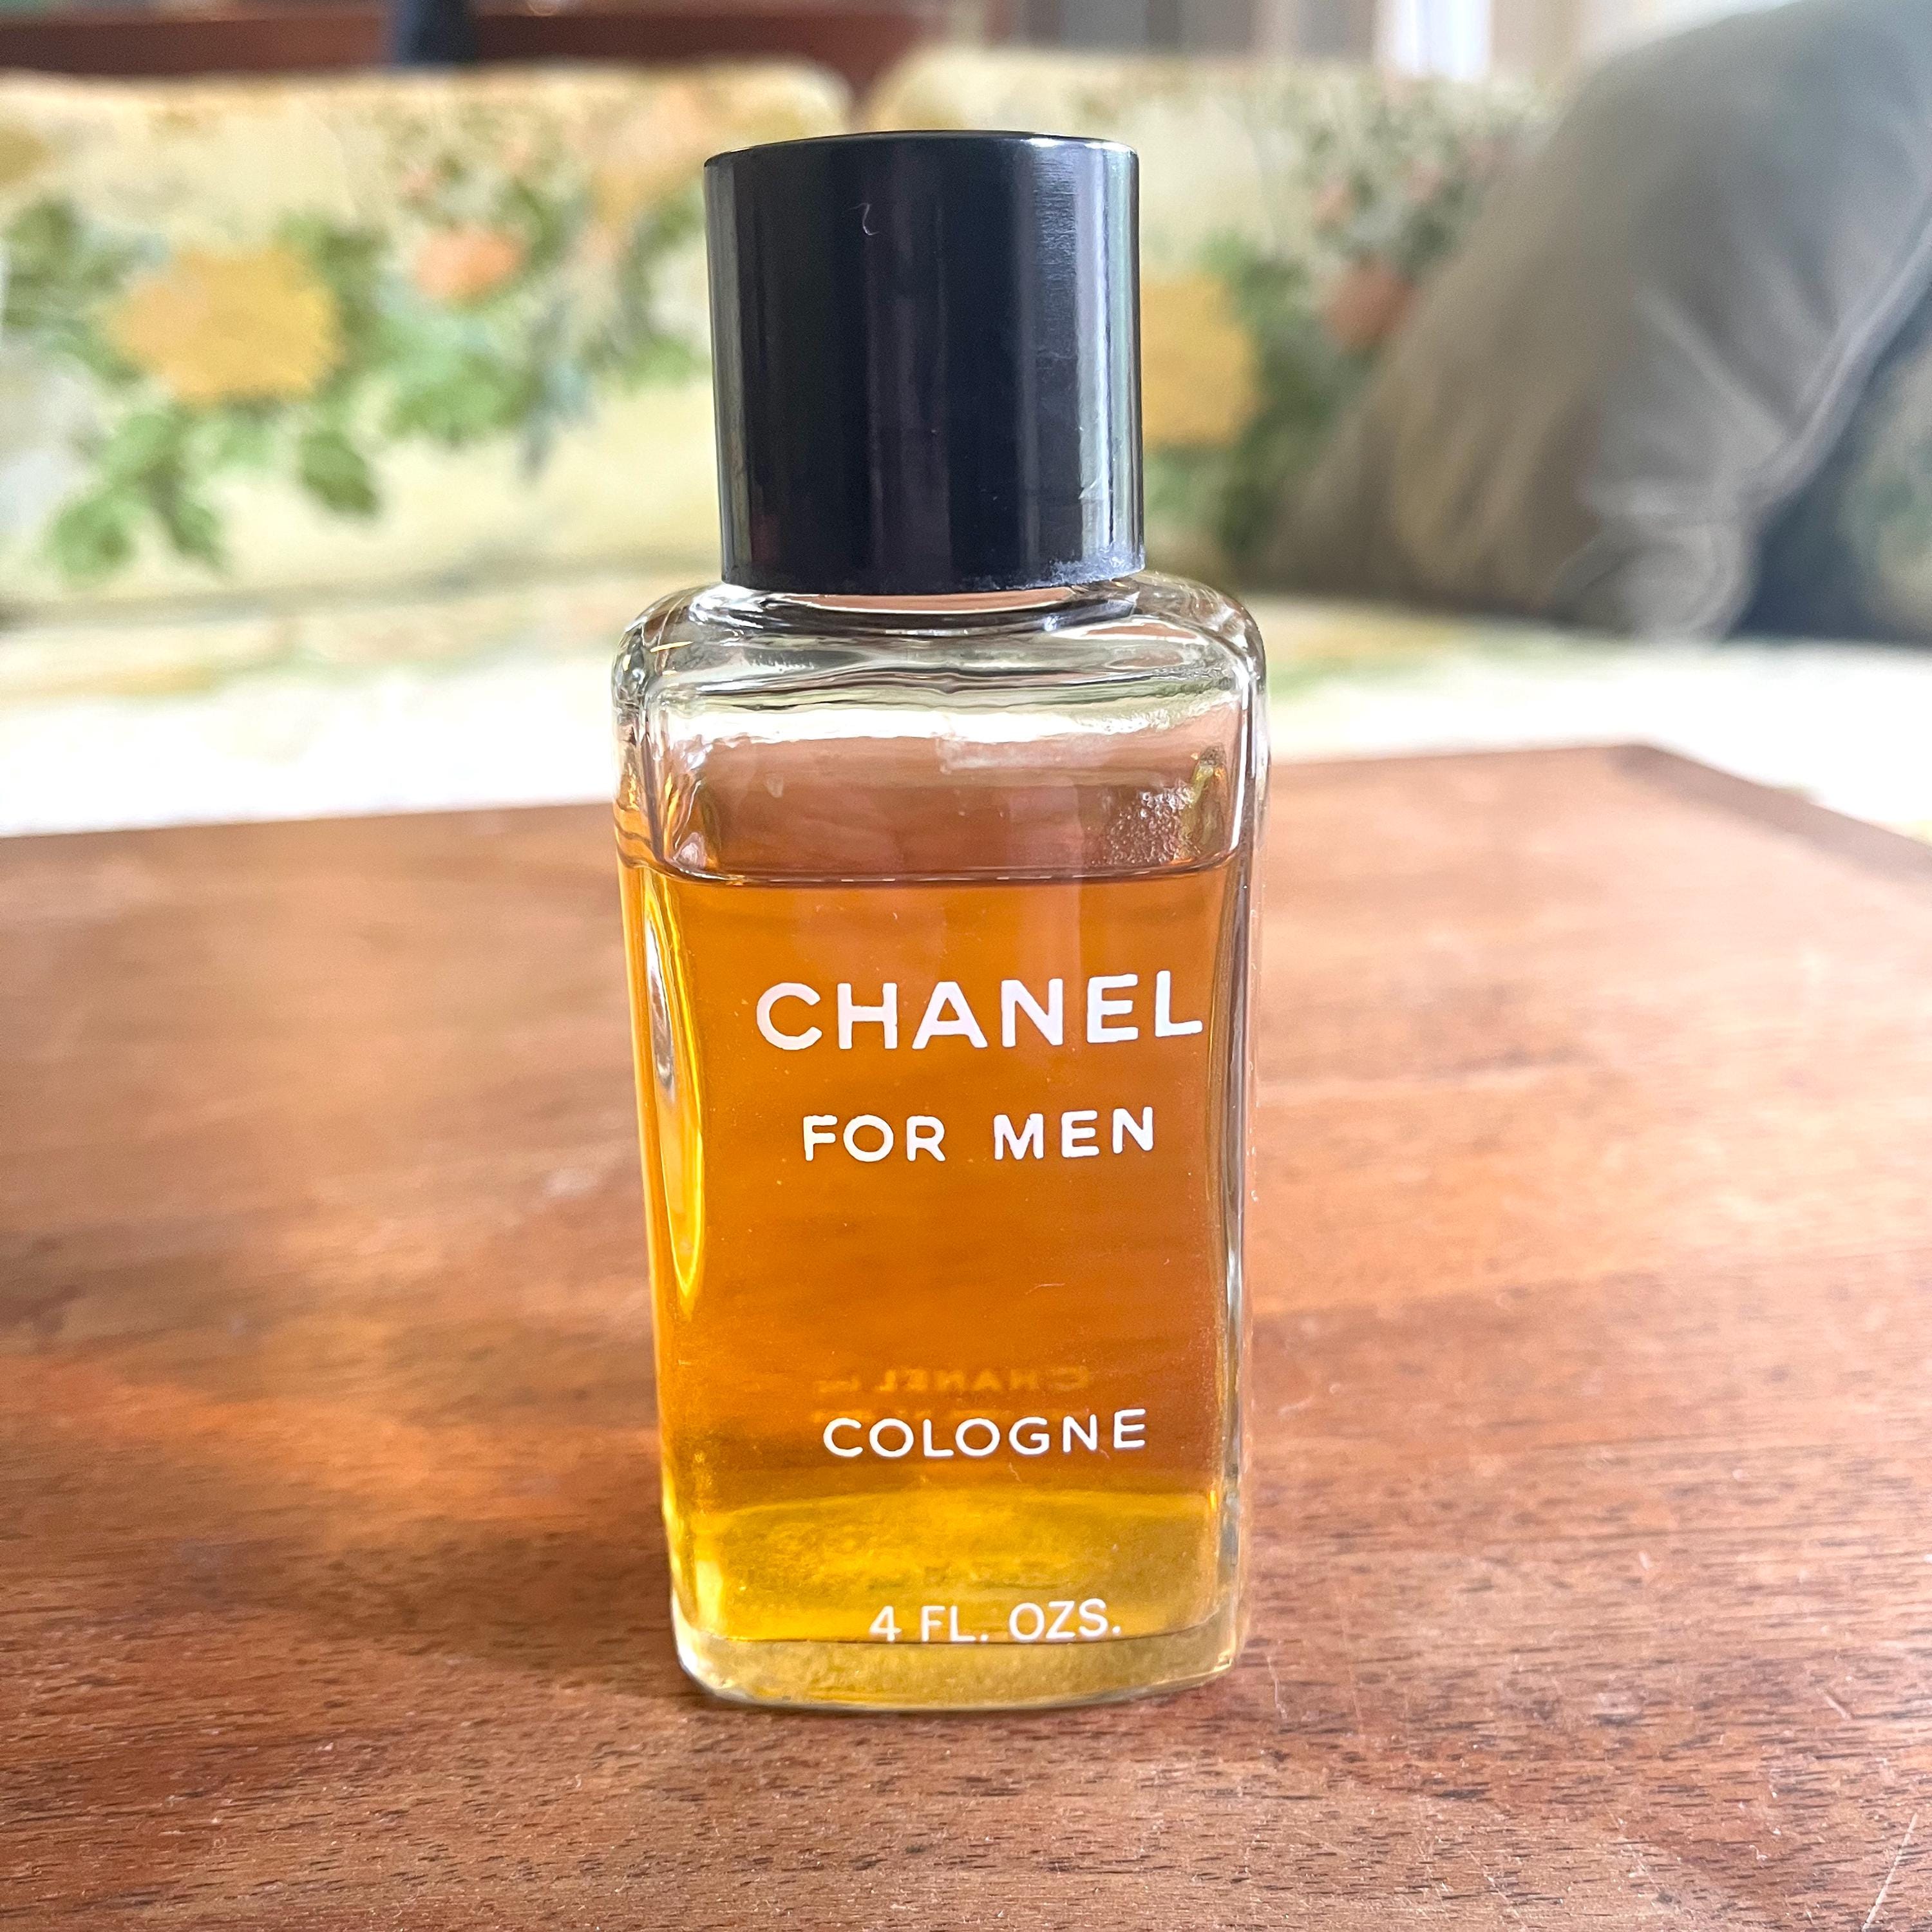 CHANEL
FOR MEN
COLOGNE
4 FL. OZS.